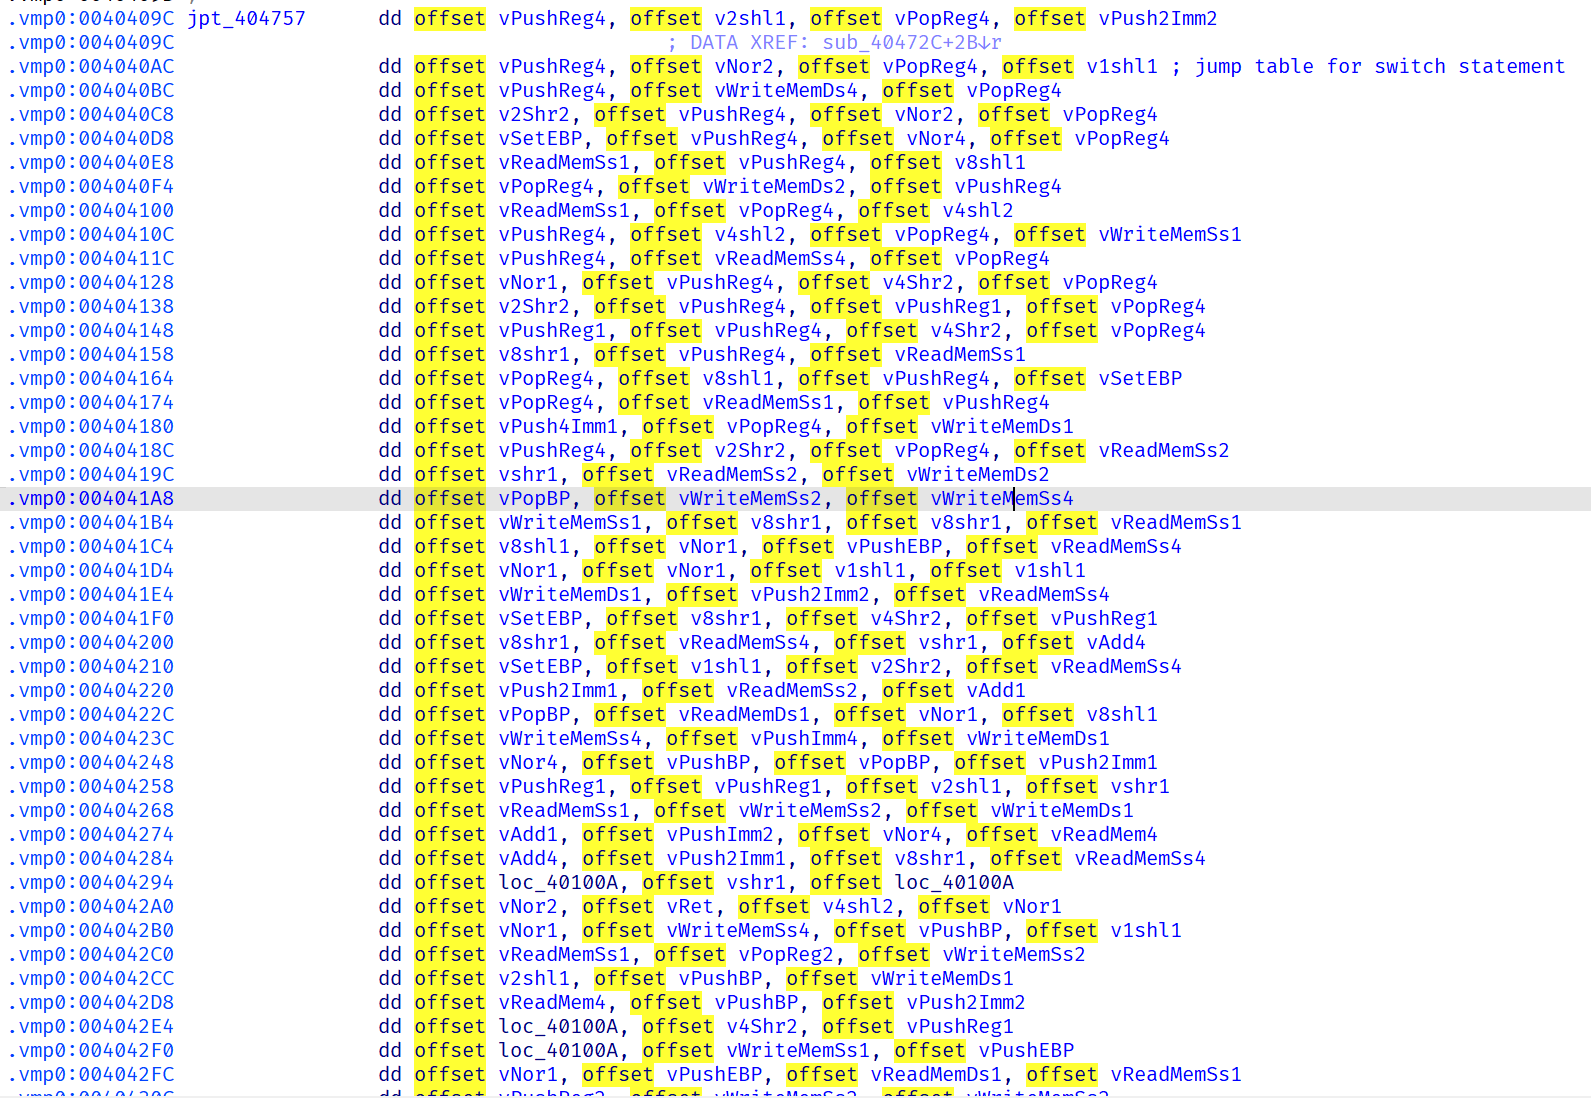 .vmp0:0040409C jpt_404757 dd offset vPushReg4, offset v2shl1, offset vPopReg4, offset vPush2Imm2
.vmp0:0040409C ; DATA XREF: sub_40472C+2B↓r
.vmp0:004040AC dd offset vPushReg4, offset vNor2, offset vPopReg4, offset v1shl1 ; jump table for switch statement
.vmp0:004040BC dd offset vPushReg4, offset vWriteMemDs4, offset vPopReg4
.vmp0:004040C8 dd offset v2Shr2, offset vPushReg4, offset vNor2, offset vPopReg4
.vmp0:004040D8 dd offset vSetEBP, offset vPushReg4, offset vNor4, offset vPopReg4
.vmp0:004040E8 dd offset vReadMemSs1, offset vPushReg4, offset v8shl1
.vmp0:004040F4 dd offset vPopReg4, offset vWriteMemDs2, offset vPushReg4
.vmp0:00404100 dd offset vReadMemSs1, offset vPopReg4, offset v4shl2
.vmp0:0040410C dd offset vPushReg4, offset v4shl2, offset vPopReg4, offset vWriteMemSs1
.vmp0:0040411C dd offset vPushReg4, offset vReadMemSs4, offset vPopReg4
.vmp0:00404128 dd offset vNor1, offset vPushReg4, offset v4Shr2, offset vPopReg4
.vmp0:00404138 dd offset v2Shr2, offset vPushReg4, offset vPushReg1, offset vPopReg4
.vmp0:00404148 dd offset vPushReg1, offset vPushReg4, offset v4Shr2, offset vPopReg4
.vmp0:00404158 dd offset v8shr1, offset vPushReg4, offset vReadMemSs1
.vmp0:00404164 dd offset vPopReg4, offset v8shl1, offset vPushReg4, offset vSetEBP
.vmp0:00404174 dd offset vPopReg4, offset vReadMemSs1, offset vPushReg4
.vmp0:00404180 dd offset vPush4Imm1, offset vPopReg4, offset vWriteMemDs1
.vmp0:0040418C dd offset vPushReg4, offset v2Shr2, offset vPopReg4, offset vReadMemSs2
.vmp0:0040419C dd offset vshr1, offset vReadMemSs2, offset vWriteMemDs2
.vmp0:004041A8 dd offset vPopBP, offset vWriteMemSs2, offset vWriteMemSs4
.vmp0:004041B4 dd offset vWriteMemSs1, offset v8shr1, offset v8shr1, offset vReadMemSs1
.vmp0:004041C4 dd offset v8shl1, offset vNor1, offset vPushEBP, offset vReadMemSs4
.vmp0:004041D4 dd offset vNor1, offset vNor1, offset v1shl1, offset v1shl1
.vmp0:004041E4 dd offset vWriteMemDs1, offset vPush2Imm2, offset vReadMemSs4
.vmp0:004041F0 dd offset vSetEBP, offset v8shr1, offset v4Shr2, offset vPushReg1
.vmp0:00404200 dd offset v8shr1, offset vReadMemSs4, offset vshr1, offset vAdd4
.vmp0:00404210 dd offset vSetEBP, offset v1shl1, offset v2Shr2, offset vReadMemSs4
.vmp0:00404220 dd offset vPush2Imm1, offset vReadMemSs2, offset vAdd1
.vmp0:0040422C dd offset vPopBP, offset vReadMemDs1, offset vNor1, offset v8shl1
.vmp0:0040423C dd offset vWriteMemSs4, offset vPushImm4, offset vWriteMemDs1
.vmp0:00404248 dd offset vNor4, offset vPushBP, offset vPopBP, offset vPush2Imm1
.vmp0:00404258 dd offset vPushReg1, offset vPushReg1, offset v2shl1, offset vshr1
.vmp0:00404268 dd offset vReadMemSs1, offset vWriteMemSs2, offset vWriteMemDs1
.vmp0:00404274 dd offset vAdd1, offset vPushImm2, offset vNor4, offset vReadMem4
.vmp0:00404284 dd offset vAdd4, offset vPush2Imm1, offset v8shr1, offset vReadMemSs4
.vmp0:00404294 dd offset loc_40100A, offset vshr1, offset loc_40100A
.vmp0:004042A0 dd offset vNor2, offset vRet, offset v4shl2, offset vNor1
.vmp0:004042B0 dd offset vNor1, offset vWriteMemSs4, offset vPushBP, offset v1shl1
.vmp0:004042C0 dd offset vReadMemSs1, offset vPopReg2, offset vWriteMemSs2
.vmp0:004042CC dd offset v2shl1, offset vPushBP, offset vWriteMemDs1
.vmp0:004042D8 dd offset vReadMem4, offset vPushBP, offset vPush2Imm2
.vmp0:004042E4 dd offset loc_40100A, offset v4Shr2, offset vPushReg1
.vmp0:004042F0 dd offset loc_40100A, offset vWriteMemSs1, offset vPushEBP
.vmp0:004042FC dd offset vNor1, offset vPushEBP, offset vReadMemDs1, offset vReadMemSs1